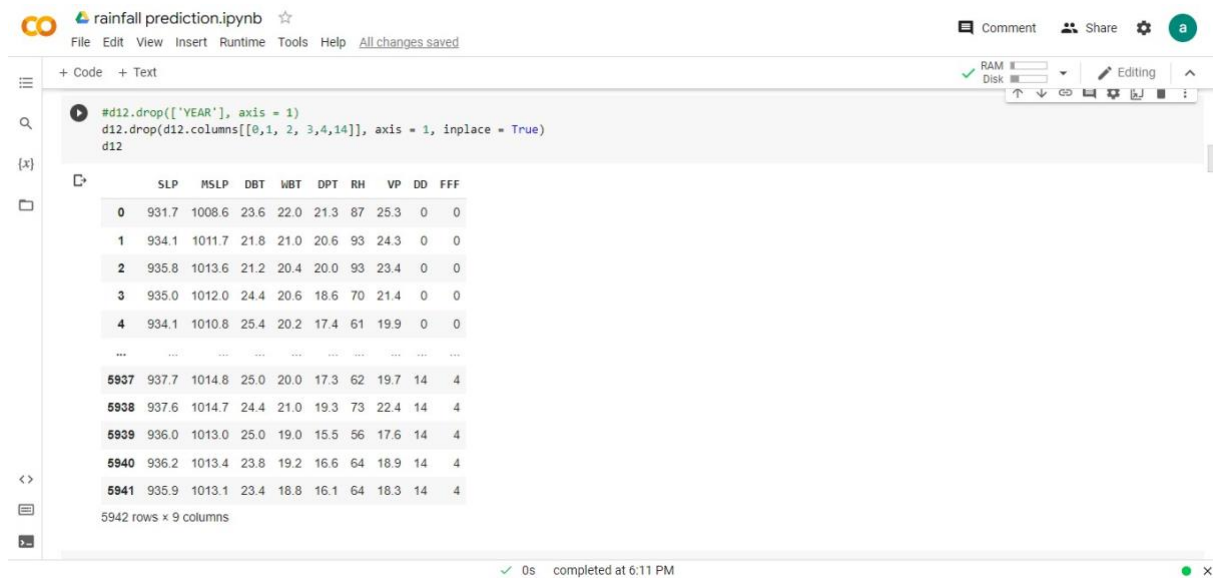 rainfall prediction.ipynb
Comment Share a
File Edit View Insert Runtime Tools Help All changes saved
+ Code + Text
RAM
Disk
Editing
#d12.drop(['YEAR'], axis = 1)
d12.drop(d12.columns[[0,1, 2, 3,4,14]], axis = 1, inplace = True)
d12
{x}
SLP MSLP DBT WBT DPT RH VP DD FFF
0 931.7 1008.6 23.6 22.0 21.3 87 25.3 0 0
1 934.1 1011.7 21.8 21.0 20.6 93 24.3 0 0
2 935.8 1013.6 21.2 20.4 20.0 93 23.4 0 0
3 935.0 1012.0 24.4 20.6 18.6 70 21.4 0 0
4 934.1 1010.8 25.4 20.2 17.4 61 19.9 0 0
... ... ... ... ... ... ... ... ... ...
5937 937.7 1014.8 25.0 20.0 17.3 62 19.7 14 4
5938 937.6 1014.7 24.4 21.0 19.3 73 22.4 14 4
5939 936.0 1013.0 25.0 19.0 15.5 56 17.6 14 4
5940 936.2 1013.4 23.8 19.2 16.6 64 18.9 14 4
5941 935.9 1013.1 23.4 18.8 16.1 64 18.3 14 4
5942 rows × 9 columns
0s completed at 6:11 PM